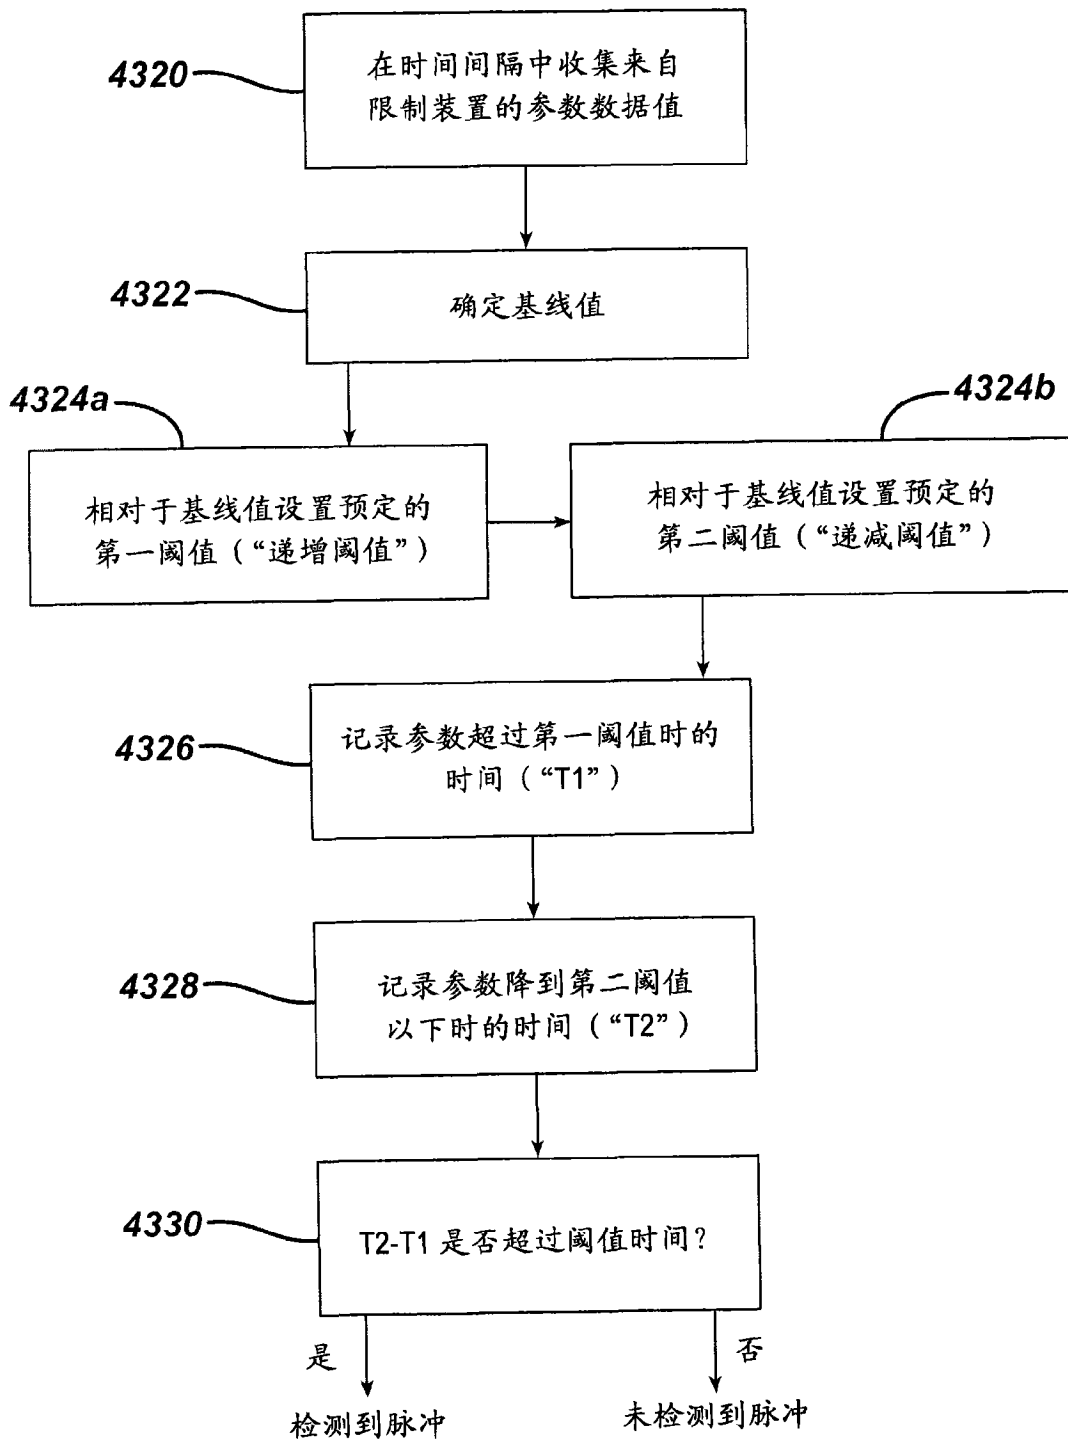 4320
在时间间隔中收集来自
限制装置的参数数据值
4322
确定基线值
4324a
相对于基线值设置预定的
第一阈值（“递增阈值”）
4324b
相对于基线值设置预定的
第二阈值（“递减阈值”）
4326
记录参数超过第一阈值时的
时间（“T1”）
4328
记录参数降到第二阈值
以下时的时间（“T2”）
4330
T2-T1 是否超过阈值时间？
是
否
检测到脉冲
未检测到脉冲